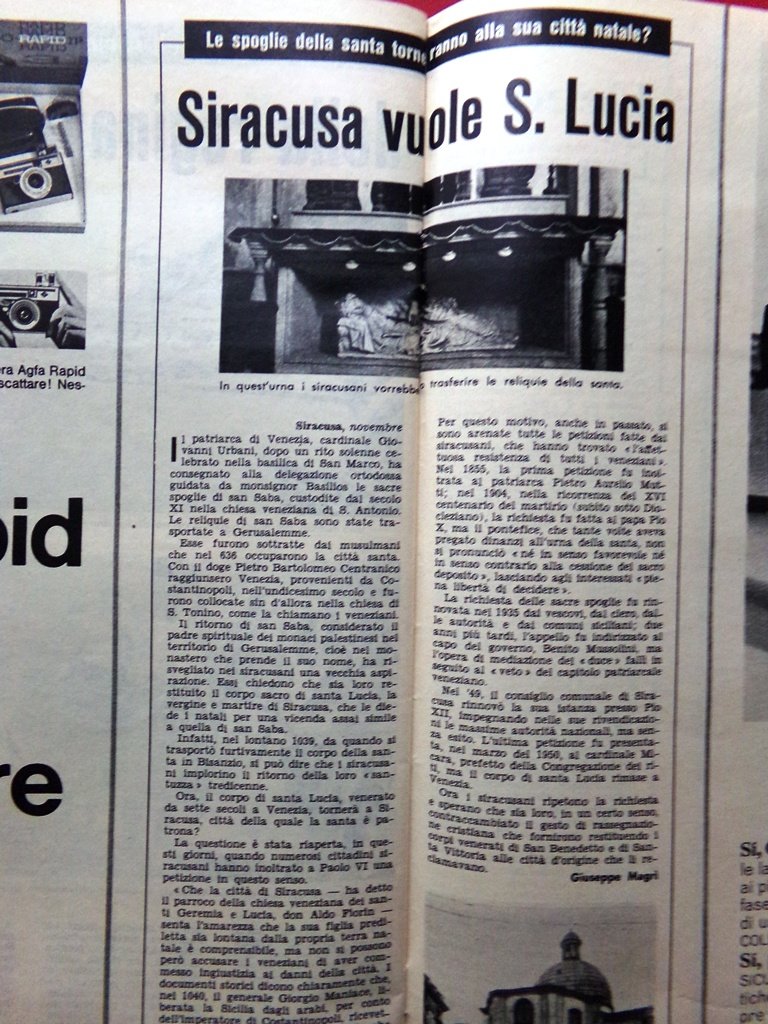 RAPID
RAPID
era Agfa Rapid
scattare! Nes-
pid
re
Le spoglie della santa torneranno alla sua città natale?
Siracusa vuole S. Lucia
In quest'urna i siracusani vorrebbero trasferire le reliquie della santa.
Siracusa, novembre
Il patriarca di Venezia, cardinale Gio-
vanni Urbani, dopo un rito solenne ce-
lebrato nella basilica di San Marco, ha
consegnato alla delegazione ortodossa
guidata da monsignor Basilios le sacre
spoglie di san Saba, custodite dal secolo
XI nella chiesa veneziana di S. Antonio.
Le reliquie di san Saba sono state tra-
sportate a Gerusalemme.
Esse furono sottratte dai musulmani
che nel 636 occuparono la città santa.
Con il doge Pietro Bartolomeo Centranico
raggiunsero Venezia, provenienti da Co-
stantinopoli, nell'undicesimo secolo e fu-
rono collocate sin d'allora nella chiesa di
S. Tonino, come la chiamano i veneziani.
Il ritorno di san Saba, considerato il
padre spirituale dei monaci palestinesi nel
territorio di Gerusalemme, cioè nel mo-
nastero che prende il suo nome, ha ri-
svegliato nei siracusani una vecchia aspi-
razione. Essi chiedono che sia loro re-
stituito il corpo sacro di santa Lucia, la
vergine e martire di Siracusa, che le die-
de i natali per una vicenda assai simile
a quella di san Saba.
Infatti, nel lontano 1039, da quando si
trasportò furtivamente il corpo della san-
ta in Bisanzio, si può dire che i siracusa-
ni implorino il ritorno della loro « san-
tuzza » tredicenne.
Ora, il corpo di santa Lucia, venerato
da sette secoli a Venezia, tornerà a Si-
racusa, città della quale la santa è pa-
trona?
La questione è stata riaperta, in que-
sti giorni, quando numerosi cittadini si-
racusani hanno inoltrato a Paolo VI una
petizione in questo senso.
« Che la città di Siracusa — ha detto
il parroco della chiesa veneziana dei san-
ti Geremia e Lucia, don Aldo Fiorin —
senta l'amarezza che la sua figlia predi-
letta sia lontana dalla propria terra na-
tale è comprensibile, ma non si possono
però accusare i veneziani di aver com-
messo ingiustizia ai danni della città. I
documenti storici dicono chiaramente che,
nel 1040, il generale Giorgio Maniace, li-
berata la Sicilia dagli arabi, per conto
dell'imperatore di Costantinopoli, ricevet-
Per questo motivo, anche in passato, si
sono arenate tutte le petizioni fatte dai
siracusani, che hanno trovato « l'affet-
tuosa resistenza di tutti i veneziani ».
Nel 1855, la prima petizione fu inol-
trata al patriarca Pietro Aurelio Mut-
ti; nel 1904, nella ricorrenza del XVI
centenario del martirio (subìto sotto Dio-
cleziano), la richiesta fu fatta al papa Pio
X, ma il pontefice, che tante volte aveva
pregato dinanzi all'urna della santa, non
si pronunciò « né in senso favorevole né
in senso contrario alla cessione del sacro
deposito », lasciando agli interessati « pie-
na libertà di decidere ».
La richiesta delle sacre spoglie fu rin-
novata nel 1935 dai vescovi, dal clero, dal-
le autorità e dai comuni siciliani; due
anni più tardi, l'appello fu indirizzato al
capo del governo, Benito Mussolini, ma
l'opera di mediazione del « duce » fallì in
seguito al « veto » del capitolo patriarcale
veneziano.
Nel '49, il consiglio comunale di Sira-
cusa rinnovò la sua istanza presso Pio
XII, impegnando nelle sue rivendicazio-
ni le massime autorità nazionali, ma sen-
za esito. L'ultima petizione fu presenta-
ta, nel marzo del 1950, al cardinale Mi-
cara, prefetto della Congregazione dei ri-
ti, ma il corpo di santa Lucia rimase a
Venezia.
Ora i siracusani ripetono la richiesta
e sperano che sia loro, in un certo senso,
contraccambiato il gesto di rassegnazio-
ne cristiana che fornirono restituendo i
corpi venerati di San Benedetto e di San-
ta Vittoria alle città d'origine che li re-
clamavano.
Giuseppe Magrì
Sì,
le la
ai p
fase
di u
COL
Sì,
SICU
tiche
pre